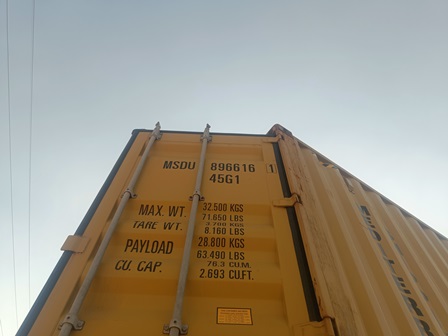 MSDU 896616 1
45G1
MAX. WT. 32.500 KGS
71.650 LBS
TARE WT. 3.700 KGS
8.160 LBS
PAYLOAD 28.800 KGS
63.490 LBS
CU. CAP. 76.3 CU.M.
2.693 CU.FT.